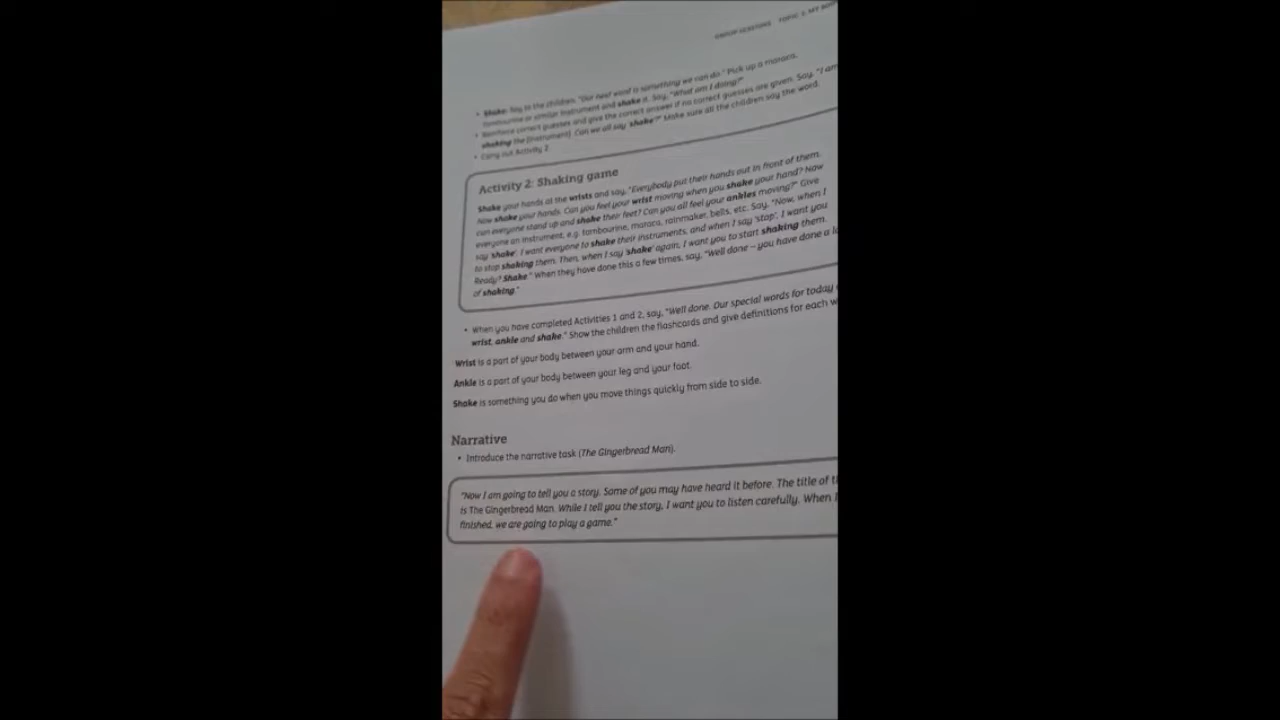 GROUP SESSIONS TOPIC 3: MY BODY
• Shake: Say to the children, "Our next word is something we can do." Pick up a maraca,
tambourine or similar instrument and shake it. Say, "What am I doing?"
• Reinforce correct guesses and give the correct answer if no correct guesses are given. Say, "I am
shaking the [instrument]. Can we all say 'shake'?" Make sure all the children say the word.
• Carry out Activity 2.
Activity 2: Shaking game
Shake your hands at the wrists and say, "Everybody put their hands out in front of them.
Now shake your hands. Can you feel your wrist moving when you shake your hand? Now
can everyone stand up and shake their feet? Can you all feel your ankles moving?" Give
everyone an instrument, e.g. tambourine, maraca, rainmaker, bells, etc. Say, "Now, when I
say 'shake', I want everyone to shake their instruments, and when I say 'stop', I want you
to stop shaking them. Then, when I say 'shake' again, I want you to start shaking them.
Ready? Shake." When they have done this a few times, say, "Well done – you have done a lo
of shaking."
• When you have completed Activities 1 and 2, say, "Well done. Our special words for today
wrist, ankle and shake." Show the children the flashcards and give definitions for each w
Wrist is a part of your body between your arm and your hand.
Ankle is a part of your body between your leg and your foot.
Shake is something you do when you move things quickly from side to side.
Narrative
• Introduce the narrative task (The Gingerbread Man).
"Now I am going to tell you a story. Some of you may have heard it before. The title of t
is The Gingerbread Man. While I tell you the story, I want you to listen carefully. When I
finished, we are going to play a game."